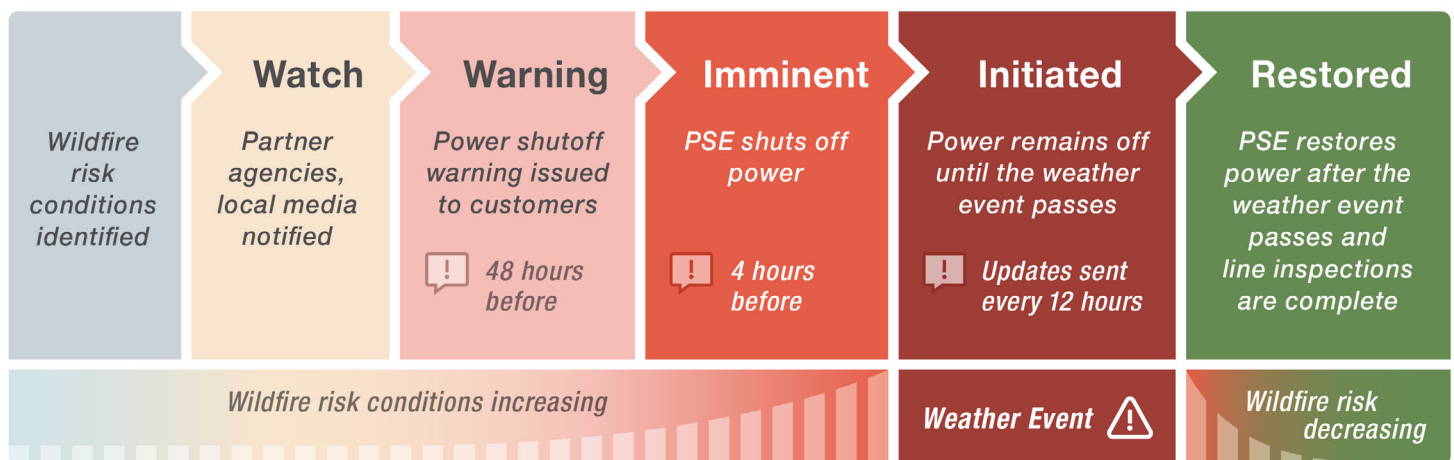 Wildfire
risk
conditions
identified
Watch
Partner
agencies,
local media
notified
Warning
Power shutoff
warning issued
to customers
!
48 hours
before
Imminent
PSE shuts off
power
!
4 hours
before
Initiated
Power remains off
until the weather
event passes
!
Updates sent
every 12 hours
Restored
PSE restores
power after the
weather event
passes and
line inspections
are complete
Wildfire risk conditions increasing
Weather Event
!
Wildfire risk
decreasing